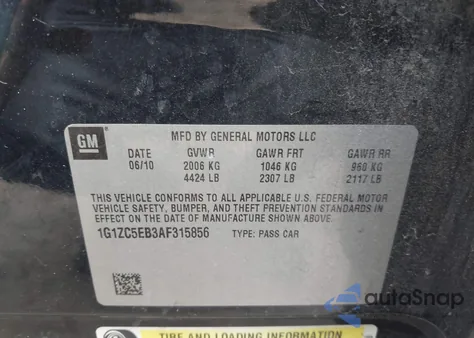 GM
MFD BY GENERAL MOTORS LLC
DATE GVWR GAWR FRT GAWR RR
06/10 2006 KG 1046 KG 960 KG
4424 LB 2307 LB 2117 LB
THIS VEHICLE CONFORMS TO ALL APPLICABLE U.S. FEDERAL MOTOR
VEHICLE SAFETY, BUMPER, AND THEFT PREVENTION STANDARDS IN
EFFECT ON THE DATE OF MANUFACTURE SHOWN ABOVE.
1G1ZC5EB3AF315856 TYPE: PASS CAR
autoSnap
TIRE AND LOADING INFORMATION